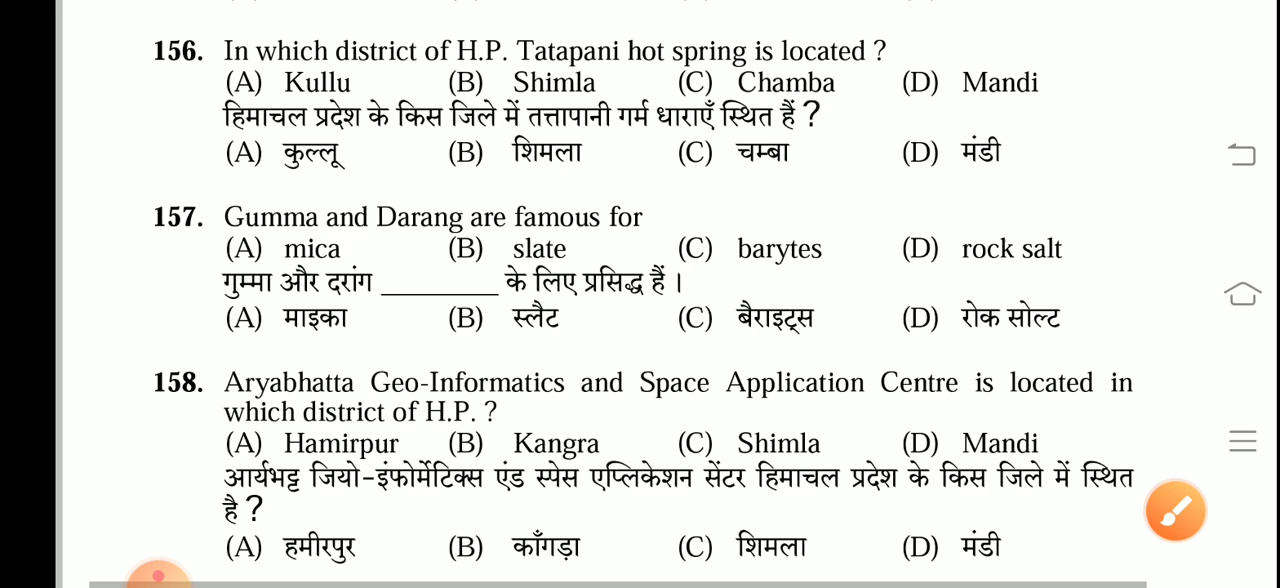 156. In which district of H.P. Tatapani hot spring is located ?
(A) Kullu (B) Shimla (C) Chamba (D) Mandi
हिमाचल प्रदेश के किस जिले में तत्तापानी गर्म धाराएँ स्थित हैं ?
(A) कुल्लू (B) शिमला (C) चम्बा (D) मंडी
157. Gumma and Darang are famous for
(A) mica (B) slate (C) barytes (D) rock salt
गुम्मा और दरांग ________ के लिए प्रसिद्ध हैं ।
(A) माइका (B) स्लैट (C) बैराइट्स (D) रोक सोल्ट
158. Aryabhatta Geo-Informatics and Space Application Centre is located in
which district of H.P. ?
(A) Hamirpur (B) Kangra (C) Shimla (D) Mandi
आर्यभट्ट जियो-इंफोर्मेटिक्स एंड स्पेस एप्लिकेशन सेंटर हिमाचल प्रदेश के किस जिले में स्थित
है ?
(A) हमीरपुर (B) काँगड़ा (C) शिमला (D) मंडी